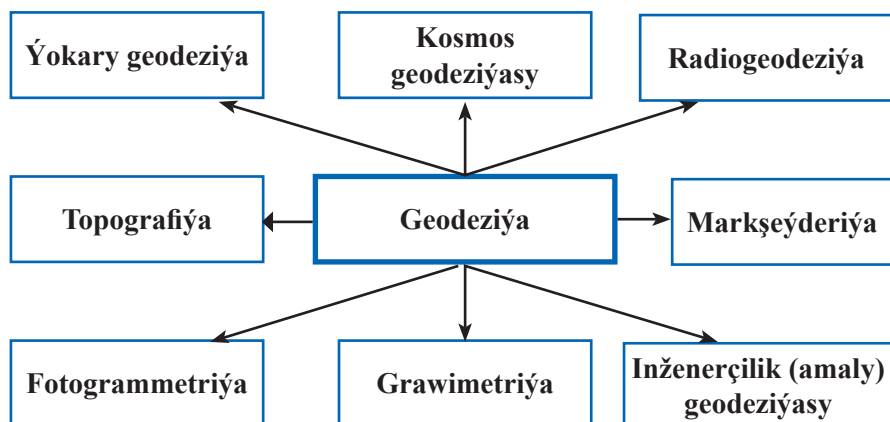 Ýokary geodeziýa
Kosmos
geodeziýasy
Radiogeodeziýa
Topografiýa
Geodeziýa
Markşeýderiýa
Fotogrammetriýa
Grawimetriýa
Inženerçilik (amaly)
geodeziýasy